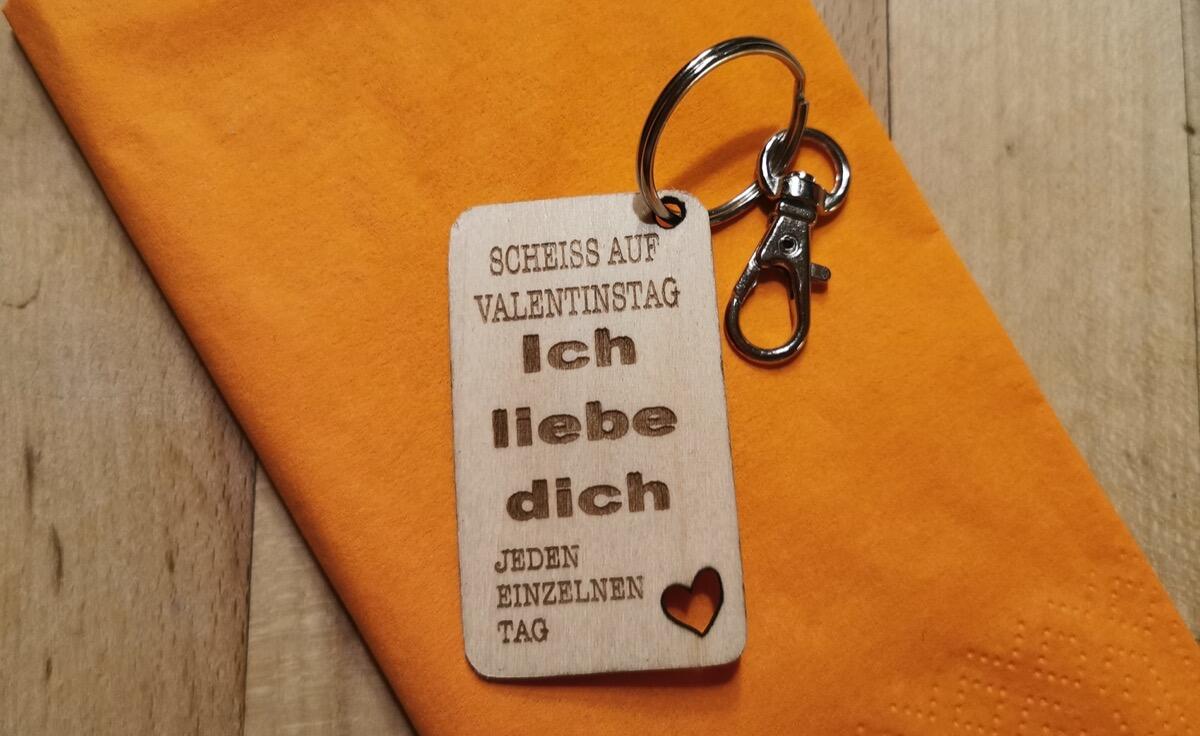 SCHEISS AUF
VALENTINSTAG
Ich
liebe
dich
JEDEN
EINZELNEN
TAG